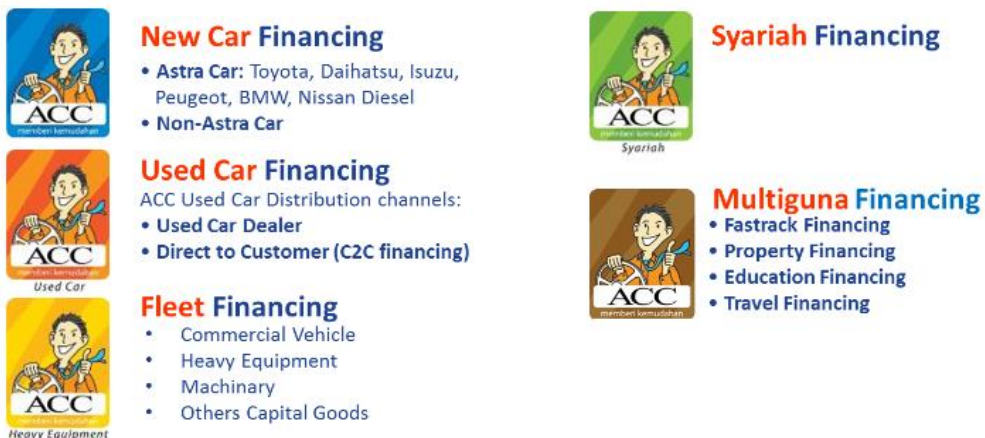 New Car Financing
• Astra Car: Toyota, Daihatsu, Isuzu,
Peugeot, BMW, Nissan Diesel
• Non-Astra Car
ACC
memberi kemudahan
Used Car Financing
ACC Used Car Distribution channels:
• Used Car Dealer
• Direct to Customer (C2C financing)
ACC
memberi kemudahan
Used Car
Fleet Financing
• Commercial Vehicle
• Heavy Equipment
• Machinary
• Others Capital Goods
ACC
memberi kemudahan
Heavy Equipment
Syariah Financing
ACC
memberi kemudahan
Syariah
Multiguna Financing
• Fastrack Financing
• Property Financing
• Education Financing
• Travel Financing
ACC
memberi kemudahan